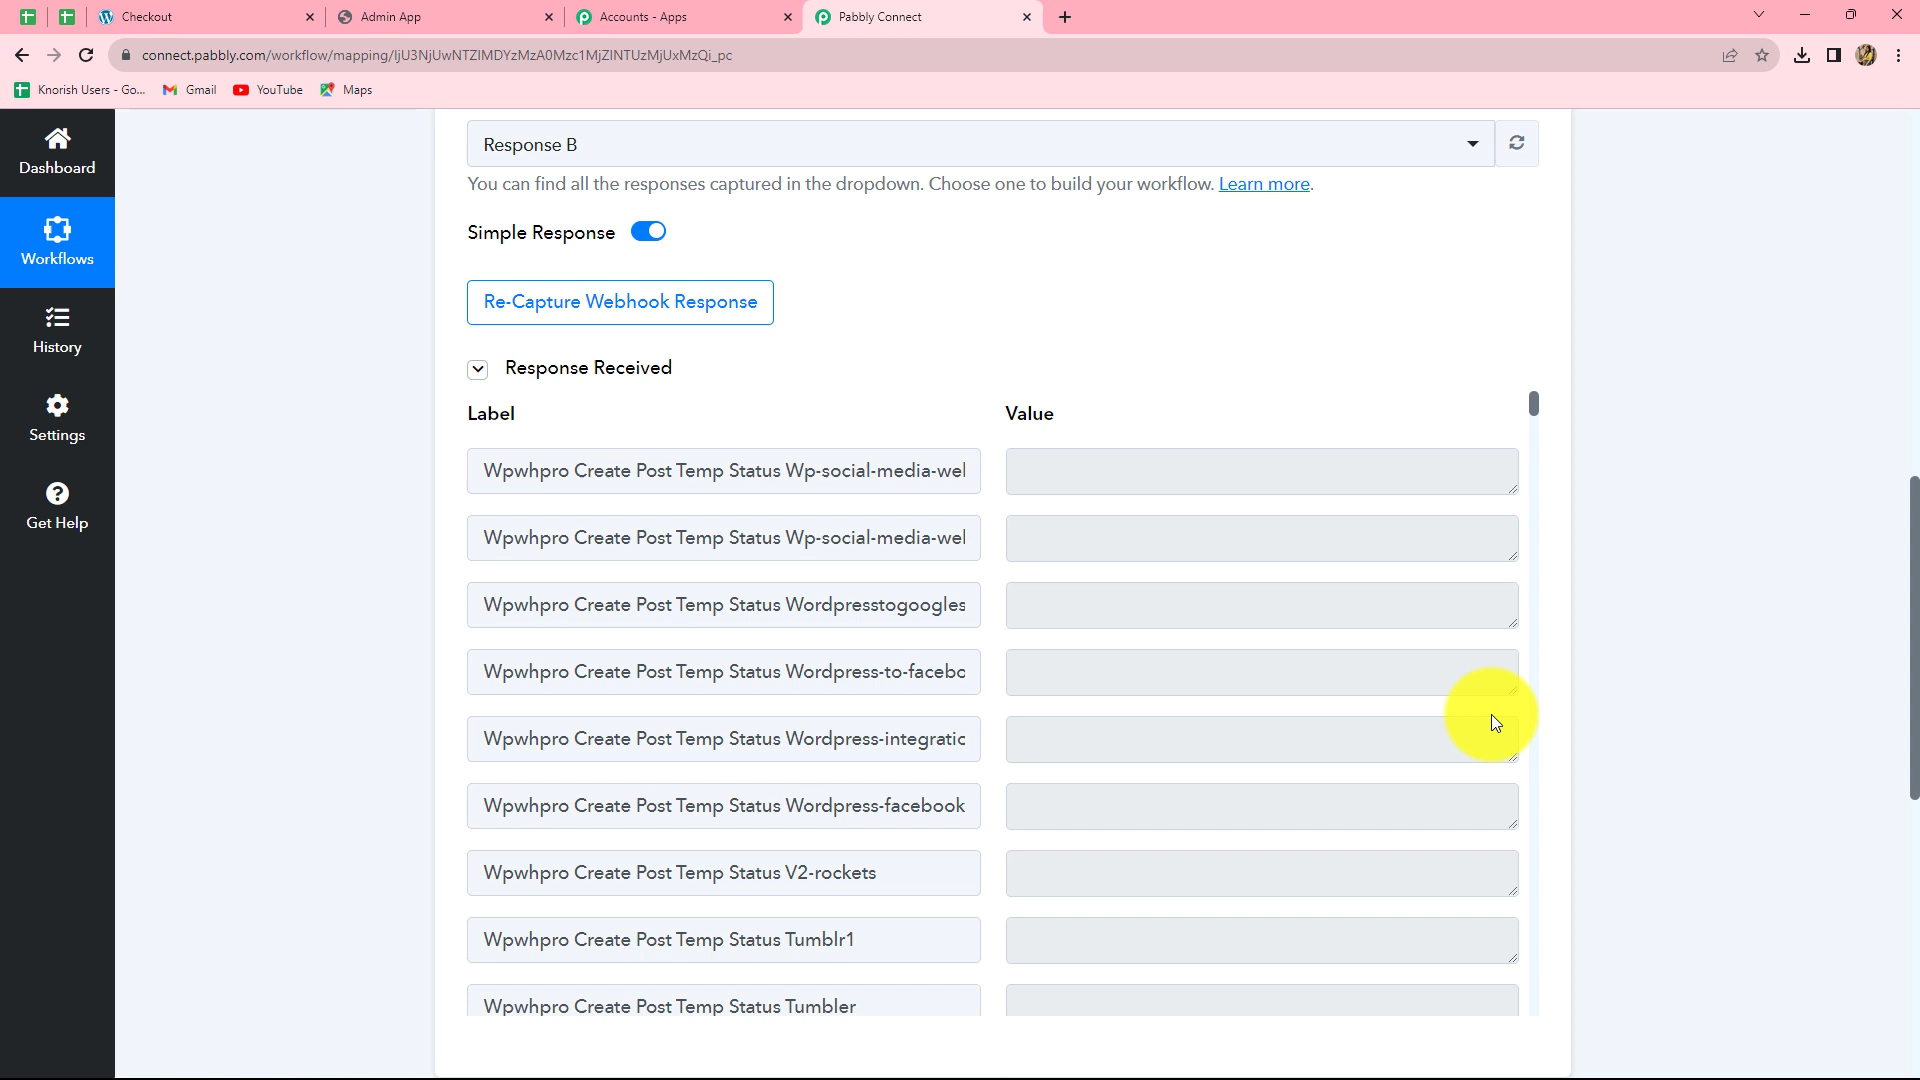 Checkout
Admin App
Accounts - Apps
Pabbly Connect
connect.pabbly.com/workflow/mapping/IjU3NjUwNTZlMDYzMzA0Mzc1MjZlNTUzMjUxMzQi_pc
Knorish Users - Go...
Gmail
YouTube
Maps
Dashboard
Workflows
History
Settings
Get Help
Response B
You can find all the responses captured in the dropdown. Choose one to build your workflow. Learn more.
Simple Response
Re-Capture Webhook Response
Response Received
Label
Value
Wpwhpro Create Post Temp Status Wp-social-media-wel
Wpwhpro Create Post Temp Status Wp-social-media-wel
Wpwhpro Create Post Temp Status Wordpresstogoogles
Wpwhpro Create Post Temp Status Wordpress-to-facebo
Wpwhpro Create Post Temp Status Wordpress-integratic
Wpwhpro Create Post Temp Status Wordpress-facebook
Wpwhpro Create Post Temp Status V2-rockets
Wpwhpro Create Post Temp Status Tumblr1
Wpwhpro Create Post Temp Status Tumbler